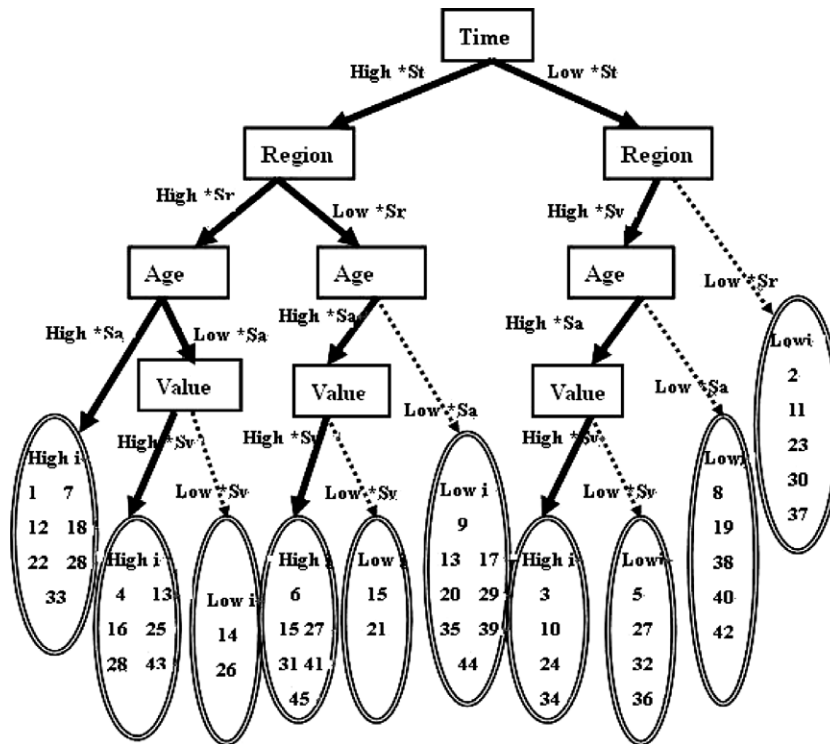 Time
High *St
Low *St
Region
Region
High *Sr
Low *Sr
High *Sv
Low *Sr
Age
Age
Age
High *Sa
Low *Sa
High *Sa
Low *Sa
High *Sa
Low *Sa
Value
Value
Value
High *Sv
Low *Sv
High *Sv
Low *Sv
High *Sv
Low *Sv
High i
1 7
12 18
22 28
33
High i
4 13
16 25
28 43
Low i
14
26
High i
6
15 27
31 41
45
Low i
15
21
Low i
9
13 17
20 29
35 39
44
High i
3
10
24
34
Lowi
5
27
32
36
Lowi
8
19
38
40
42
Lowi
2
11
23
30
37